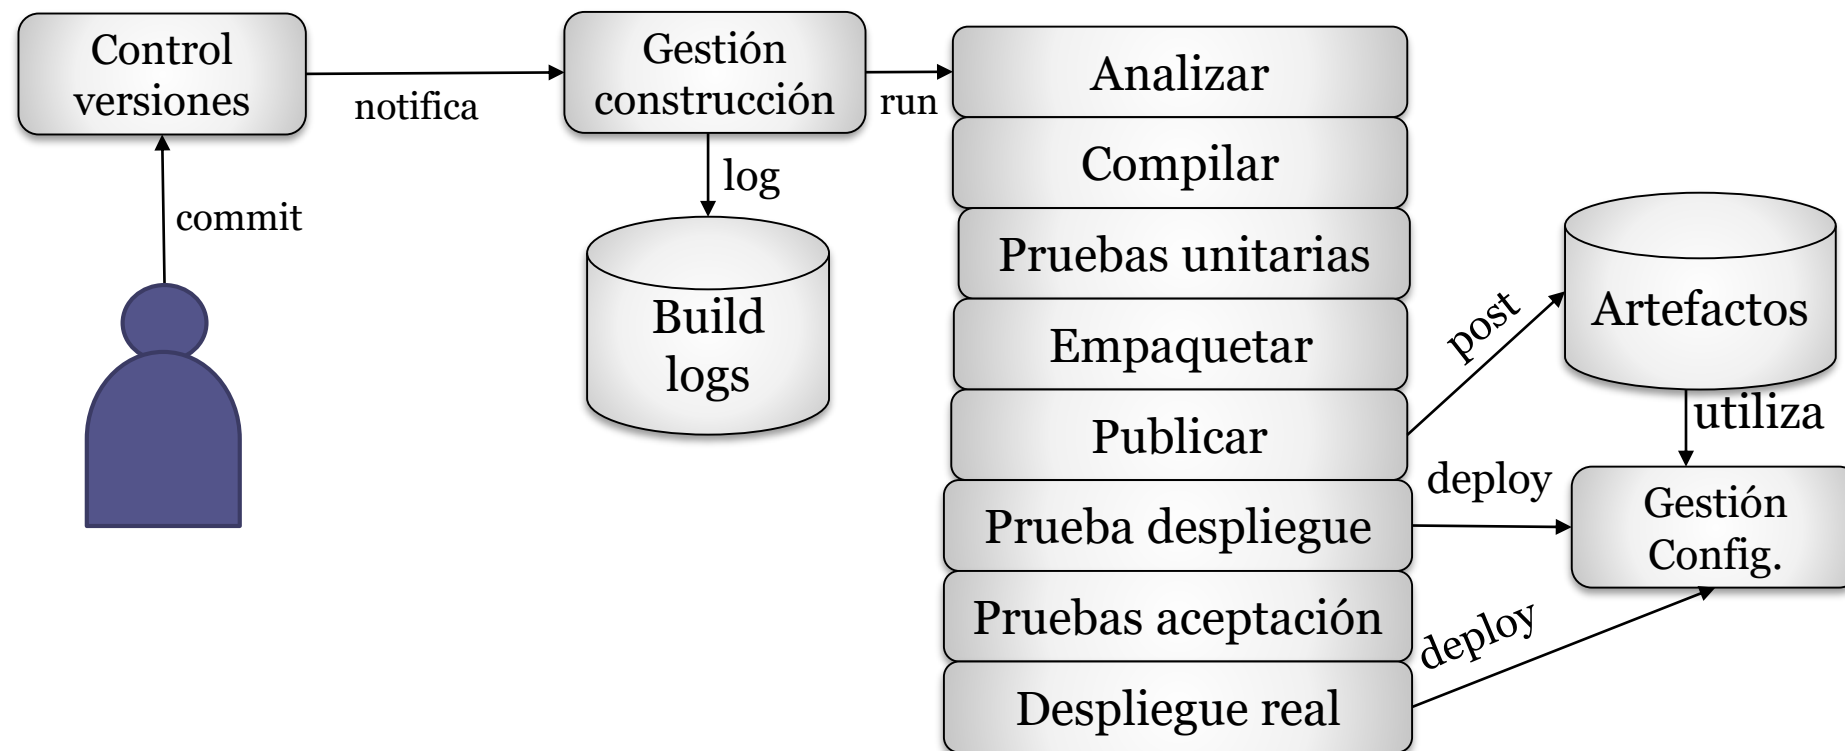 Control
versiones
notifica
commit
Gestión
construcción
run
log
Build
logs
Analizar
Compilar
Pruebas unitarias
Empaquetar
Publicar
Prueba despliegue
Pruebas aceptación
Despliegue real
post
Artefactos
utiliza
deploy
Gestión
Config.
deploy